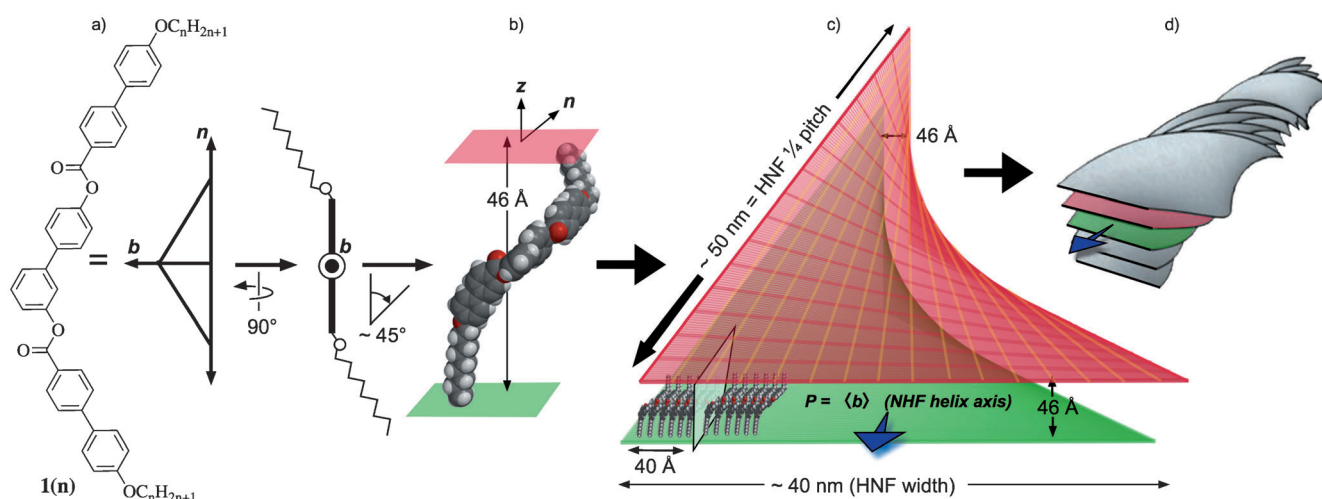 a)
OCnH2n+1
O
O
O
O
n
b
=
1(n)
OCnH2n+1
90°
O
b
O
~ 45°
b)
z
n
46 Å
c)
~ 50 nm = HNF ¼ pitch
46 Å
P = ⟨b⟩ (NHF helix axis)
46 Å
40 Å
~ 40 nm (HNF width)
d)